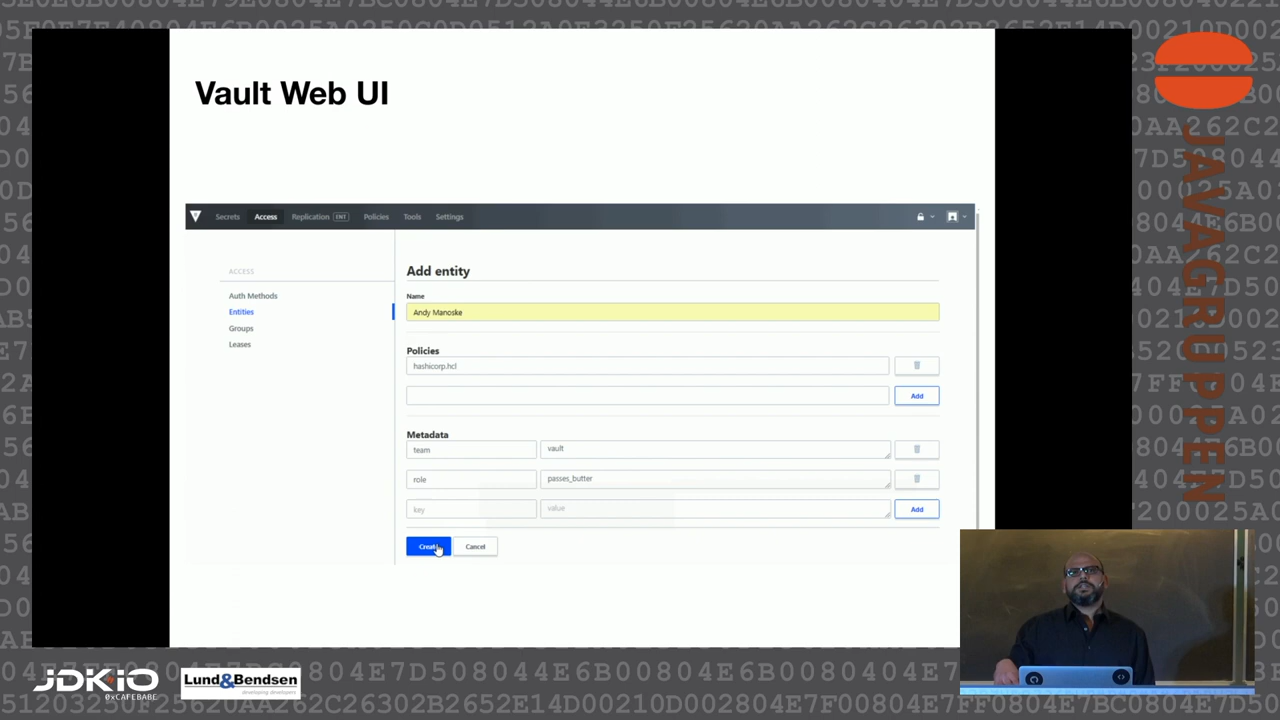 Vault Web UI
Secrets Access Replication ENT Policies Tools Settings
ACCESS
Auth Methods
Entities
Groups
Leases
Add entity
Name
Andy Manoske
Policies
hashicorp.hcl
Add
Metadata
team vault
role passes_butter
key value Add
Create Cancel
JAVAGRUPPEN
JDKIO
0xCAFEBABE
Lund&Bendsen
developing developers